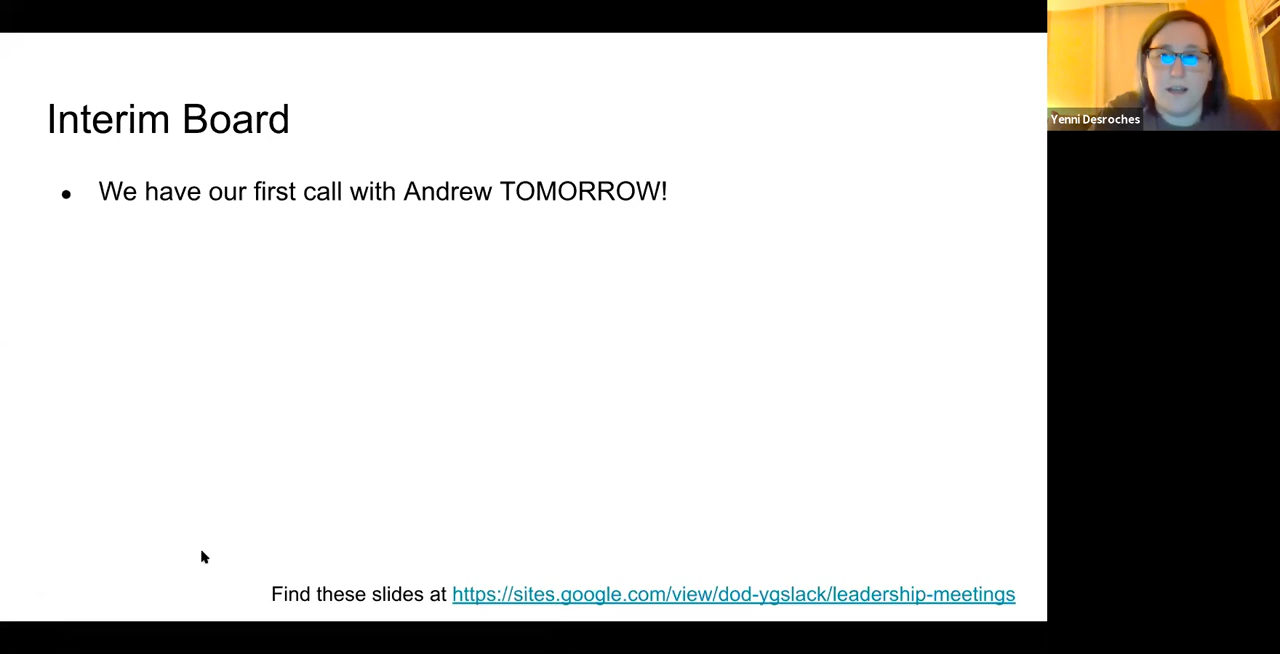 Interim Board
● We have our first call with Andrew TOMORROW!
Find these slides at https://sites.google.com/view/dod-ygslack/leadership-meetings
Yenni Desroches